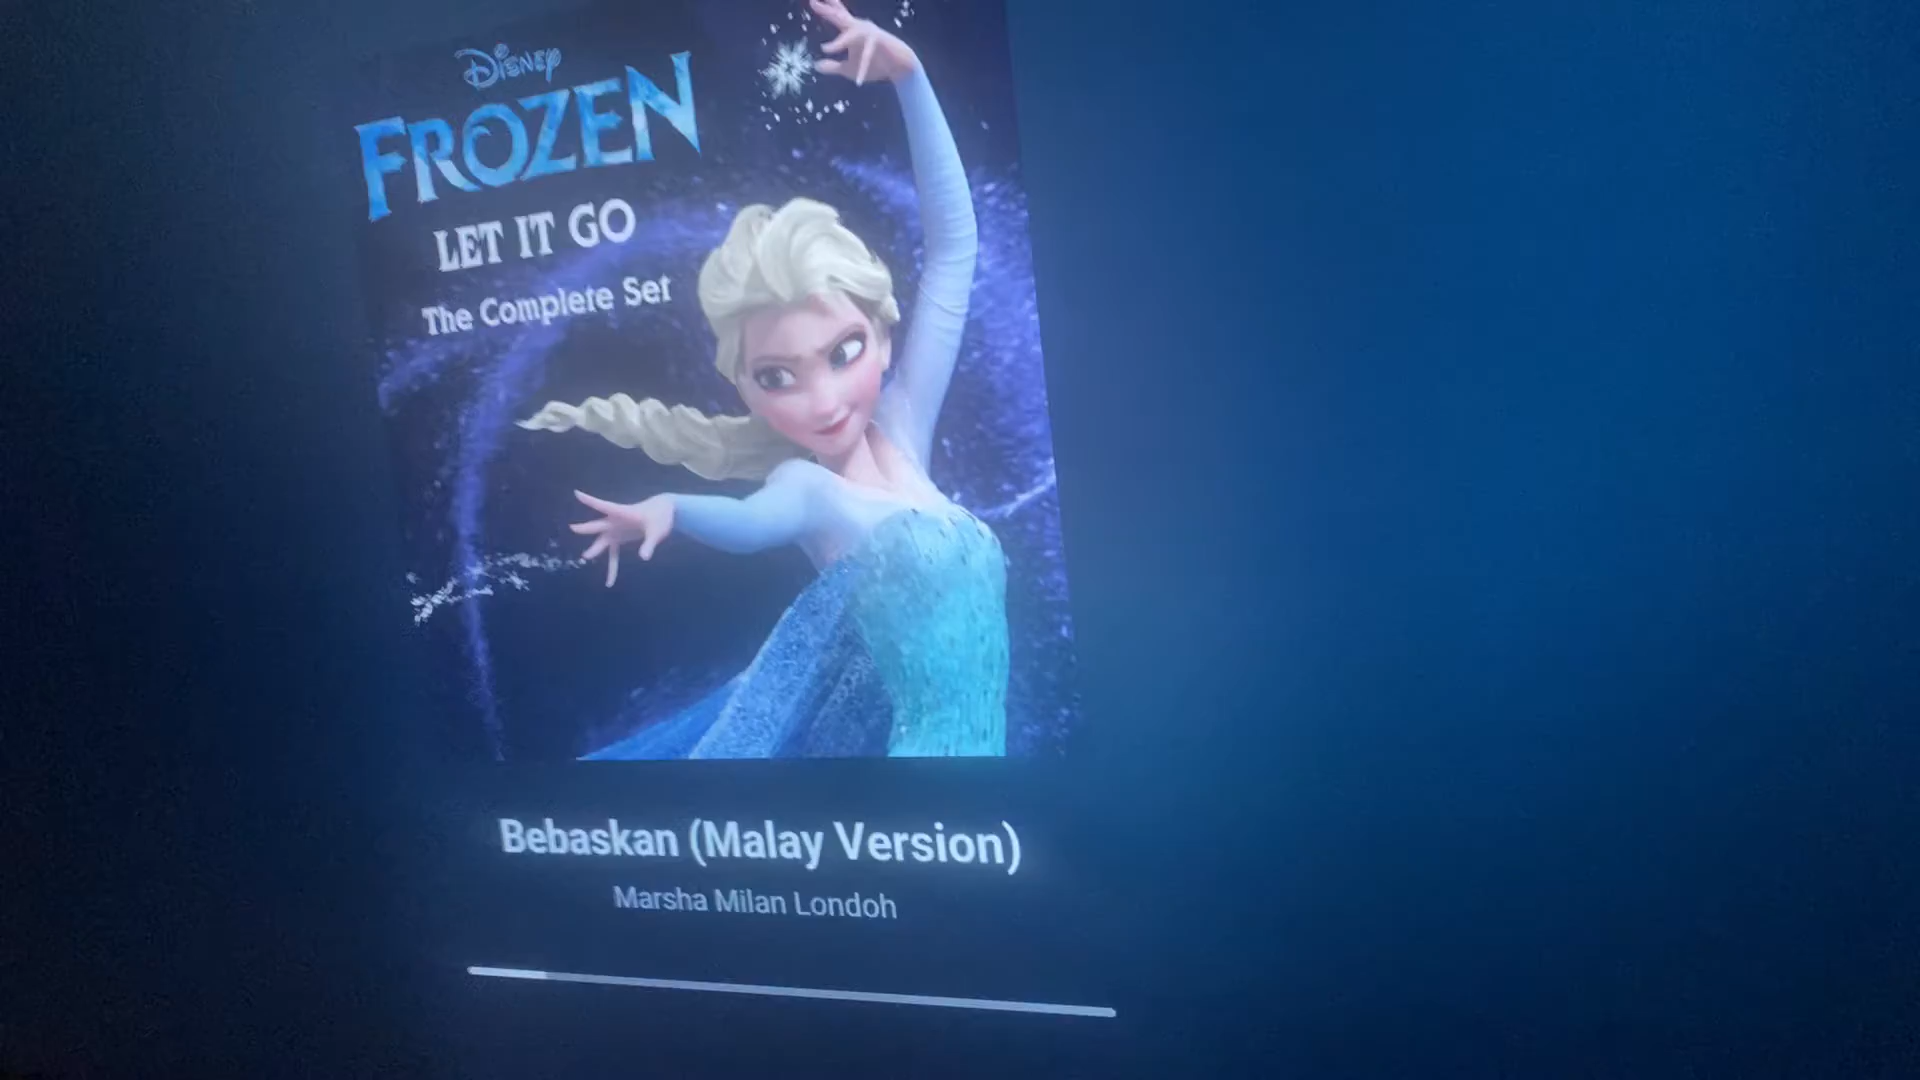 DISNEY
FROZEN
LET IT GO
The Complete Set
Bebaskan (Malay Version)
Marsha Milan Londoh